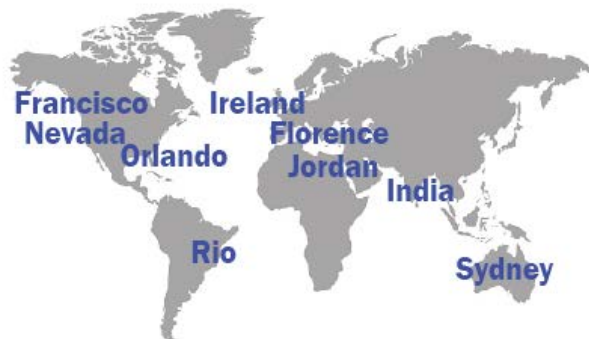 Francisco
Ireland
Nevada
Florence
Orlando
Jordan
India
Rio
Sydney